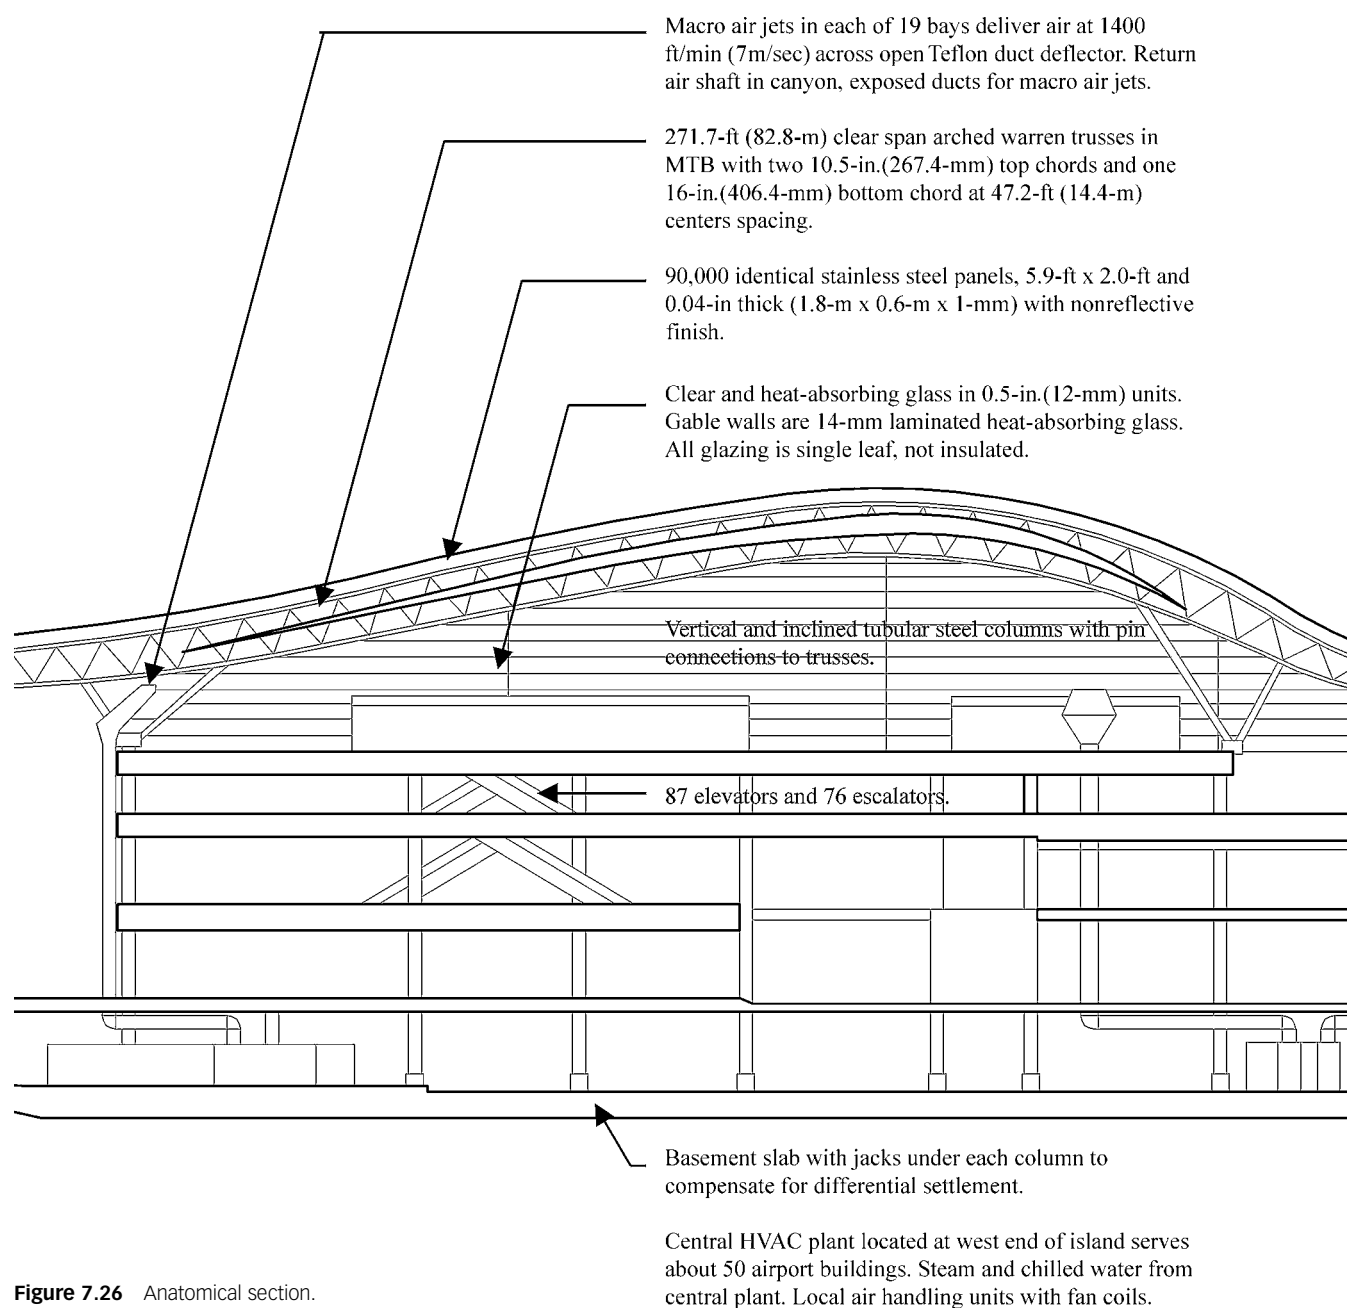 Macro air jets in each of 19 bays deliver air at 1400
ft/min (7m/sec) across open Teflon duct deflector. Return
air shaft in canyon, exposed ducts for macro air jets.
271.7-ft (82.8-m) clear span arched warren trusses in
MTB with two 10.5-in.(267.4-mm) top chords and one
16-in.(406.4-mm) bottom chord at 47.2-ft (14.4-m)
centers spacing.
90,000 identical stainless steel panels, 5.9-ft x 2.0-ft and
0.04-in thick (1.8-m x 0.6-m x 1-mm) with nonreflective
finish.
Clear and heat-absorbing glass in 0.5-in.(12-mm) units.
Gable walls are 14-mm laminated heat-absorbing glass.
All glazing is single leaf, not insulated.
Vertical and inclined tubular steel columns with pin
connections to trusses.
87 elevators and 76 escalators.
Basement slab with jacks under each column to
compensate for differential settlement.
Central HVAC plant located at west end of island serves
about 50 airport buildings. Steam and chilled water from
central plant. Local air handling units with fan coils.
Figure 7.26 Anatomical section.